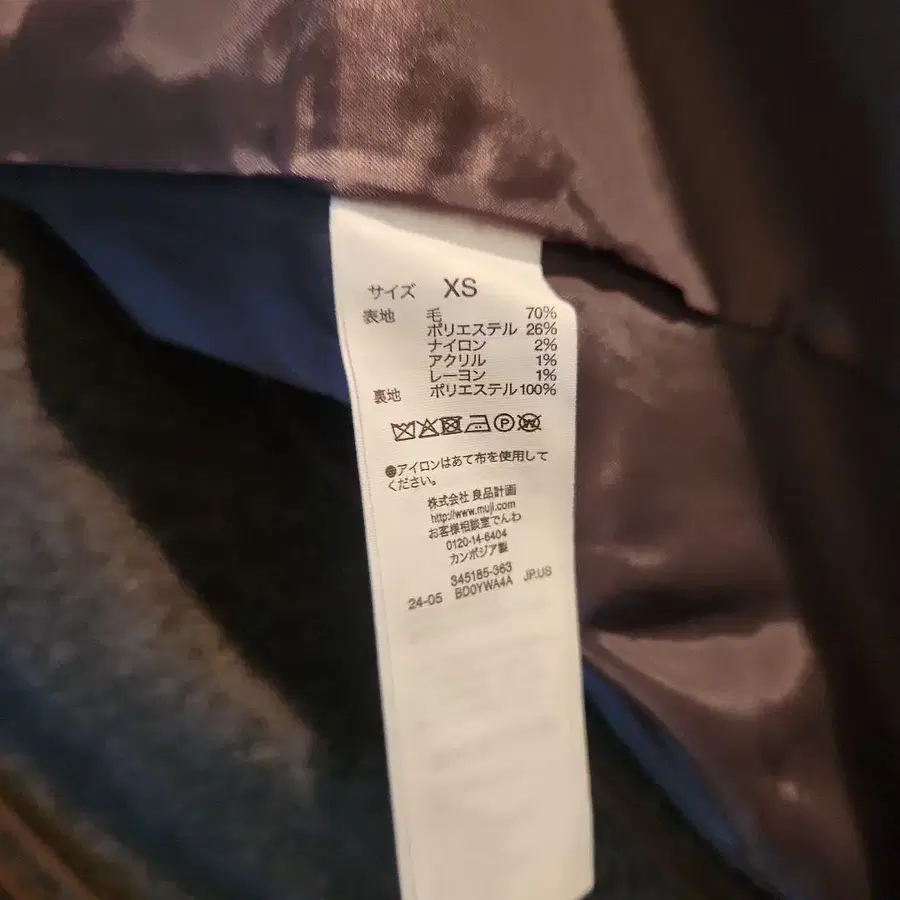 サイズ XS
表地 毛 70%
ポリエステル 26%
ナイロン 2%
アクリル 1%
レーヨン 1%
裏地 ポリエステル 100%
●アイロンはあて布を使用して
ください。
株式会社 良品計画
http://www.muji.com
お客様相談室でんわ
0120-14-6404
カンボジア製
345185-363
24-05 BD0YWA4A JP.US